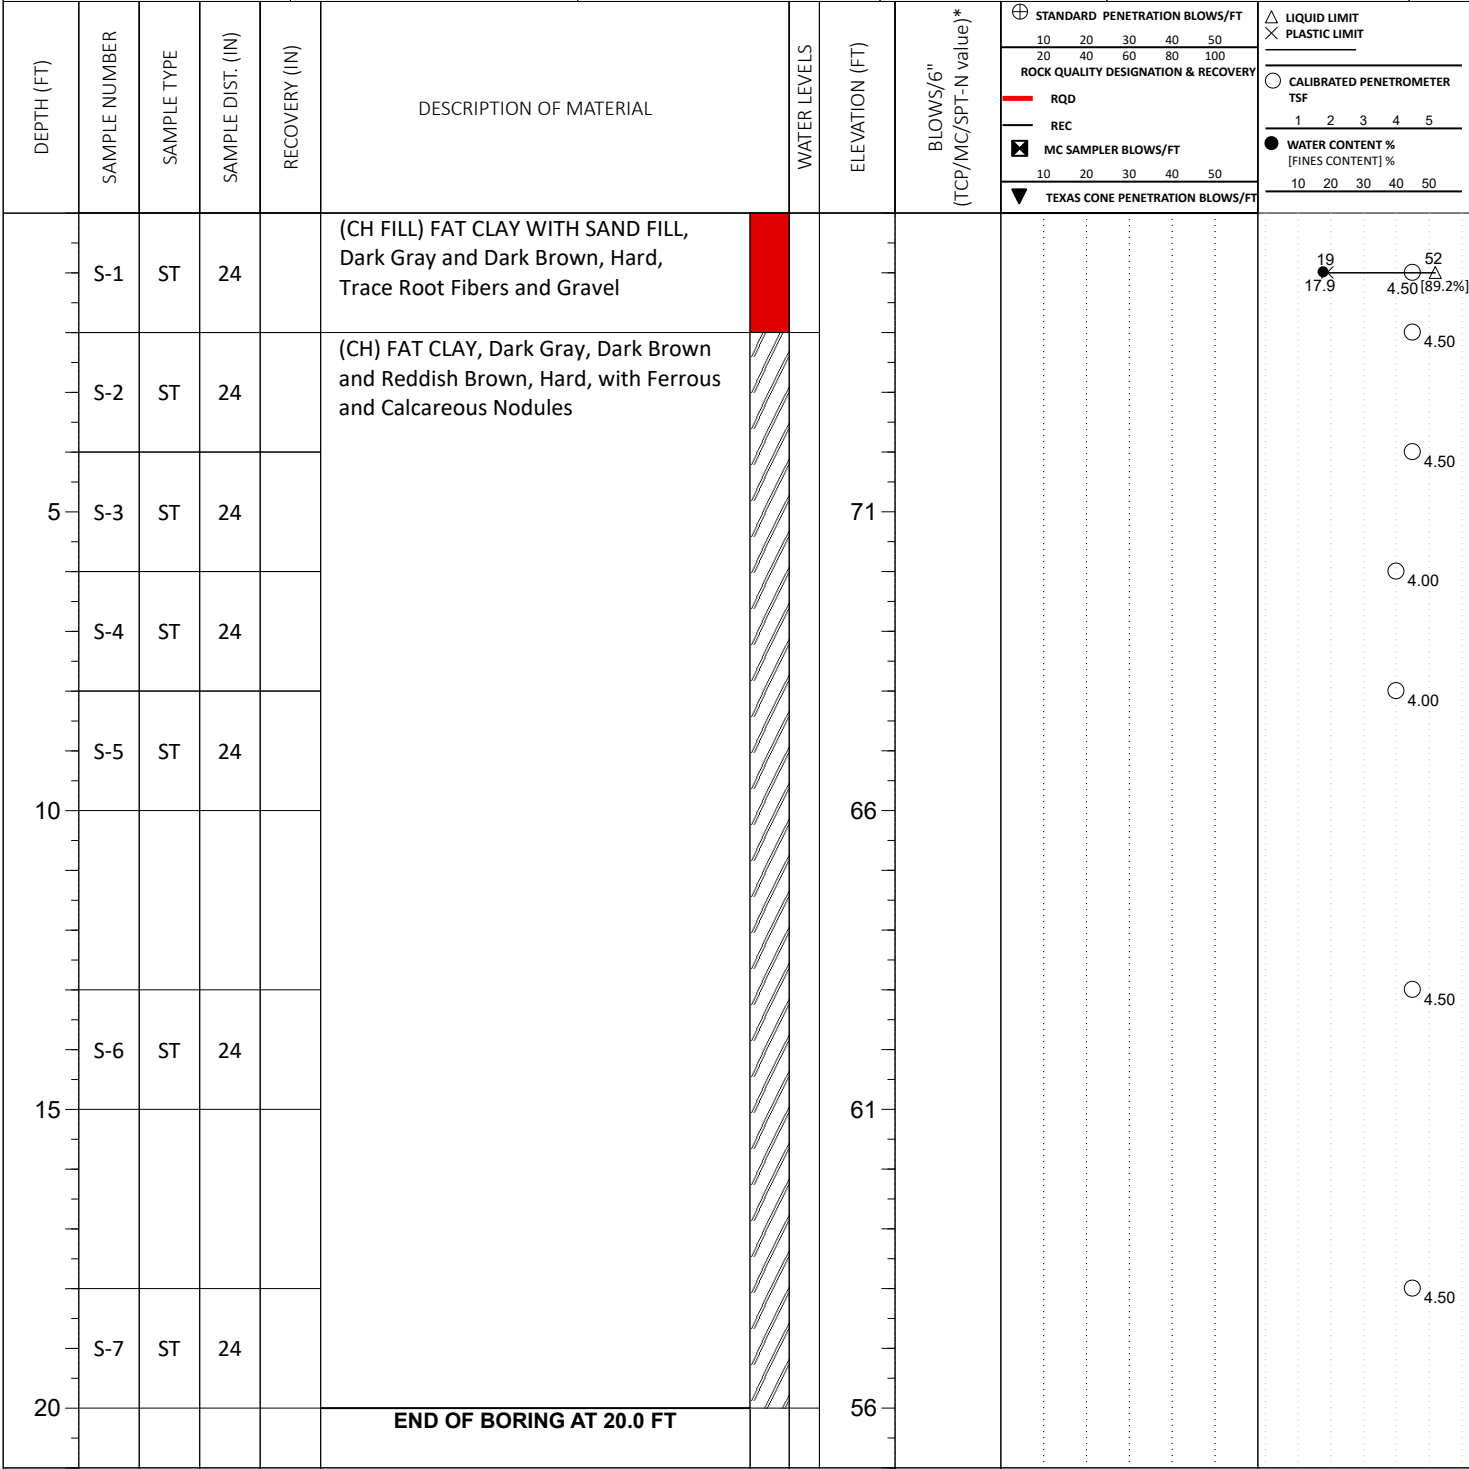 DEPTH (FT)
SAMPLE NUMBER
SAMPLE TYPE
SAMPLE DIST. (IN)
RECOVERY (IN)
DESCRIPTION OF MATERIAL
WATER LEVELS
ELEVATION (FT)
BLOWS/6"
(TCP/MC/SPT-N value)*
STANDARD PENETRATION BLOWS/FT
10 20 30 40 50
20 40 60 80 100
ROCK QUALITY DESIGNATION & RECOVERY
RQD
REC
MC SAMPLER BLOWS/FT
10 20 30 40 50
TEXAS CONE PENETRATION BLOWS/FT
LIQUID LIMIT
PLASTIC LIMIT
CALIBRATED PENETROMETER
TSF
1 2 3 4 5
WATER CONTENT %
[FINES CONTENT] %
10 20 30 40 50
S-1 ST 24
(CH FILL) FAT CLAY WITH SAND FILL,
Dark Gray and Dark Brown, Hard,
Trace Root Fibers and Gravel
19 52
17.9 4.50 [89.2%]
4.50
S-2 ST 24
(CH) FAT CLAY, Dark Gray, Dark Brown
and Reddish Brown, Hard, with Ferrous
and Calcareous Nodules
4.50
5 S-3 ST 24 71
4.00
S-4 ST 24
4.00
S-5 ST 24
10 66
4.50
S-6 ST 24
15 61
4.50
S-7 ST 24
20 56
END OF BORING AT 20.0 FT